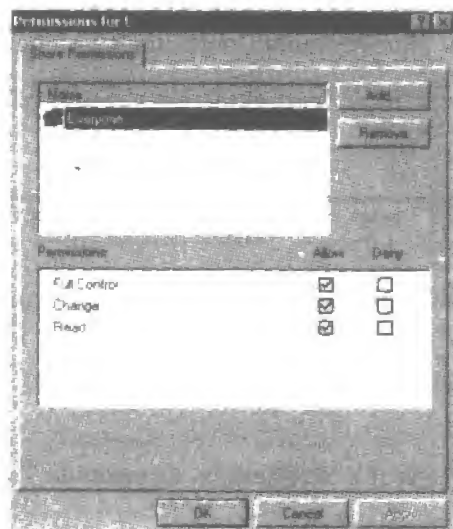 Permissions for C
Share Permissions
Name
Add...
Everyone
Remove
Permissions:
Allow
Deny
Full Control
Change
Read
OK
Cancel
Apply